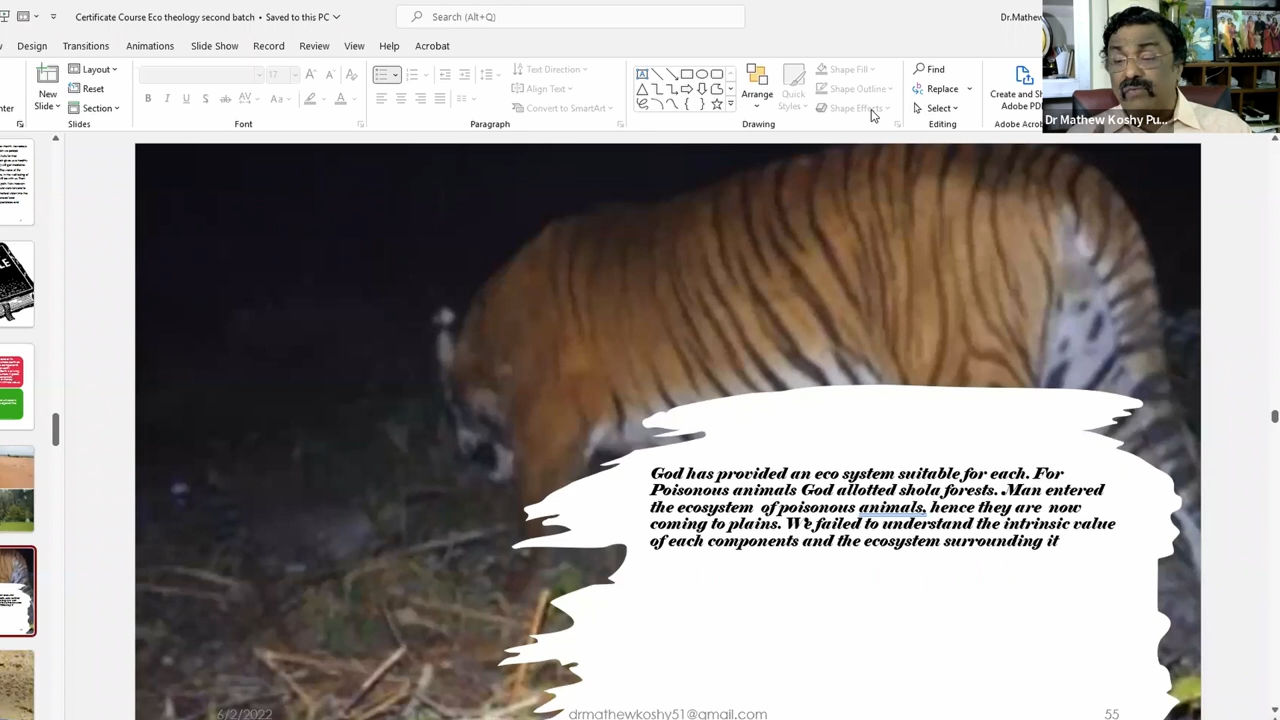 Certificate Course Eco theology second batch • Saved to this PC
Search (Alt+Q)
Dr.Mathew
Design Transitions Animations Slide Show Record Review View Help Acrobat
New Slide
Layout
Reset
Section
Slides
17
Font
Text Direction
Align Text
Convert to SmartArt
Paragraph
Arrange
Quick Styles
Shape Fill
Shape Outline
Shape Effects
Drawing
Find
Replace
Select
Editing
Create and Sh
Adobe PDF
Adobe Acro
Dr Mathew Koshy Pu...
God has provided an eco system suitable for each. For
Poisonous animals God allotted shola forests. Man entered
the ecosystem of poisonous animals, hence they are now
coming to plains. We failed to understand the intrinsic value
of each components and the ecosystem surrounding it
6/2/2022
drmathewkoshy51@gmail.com
55